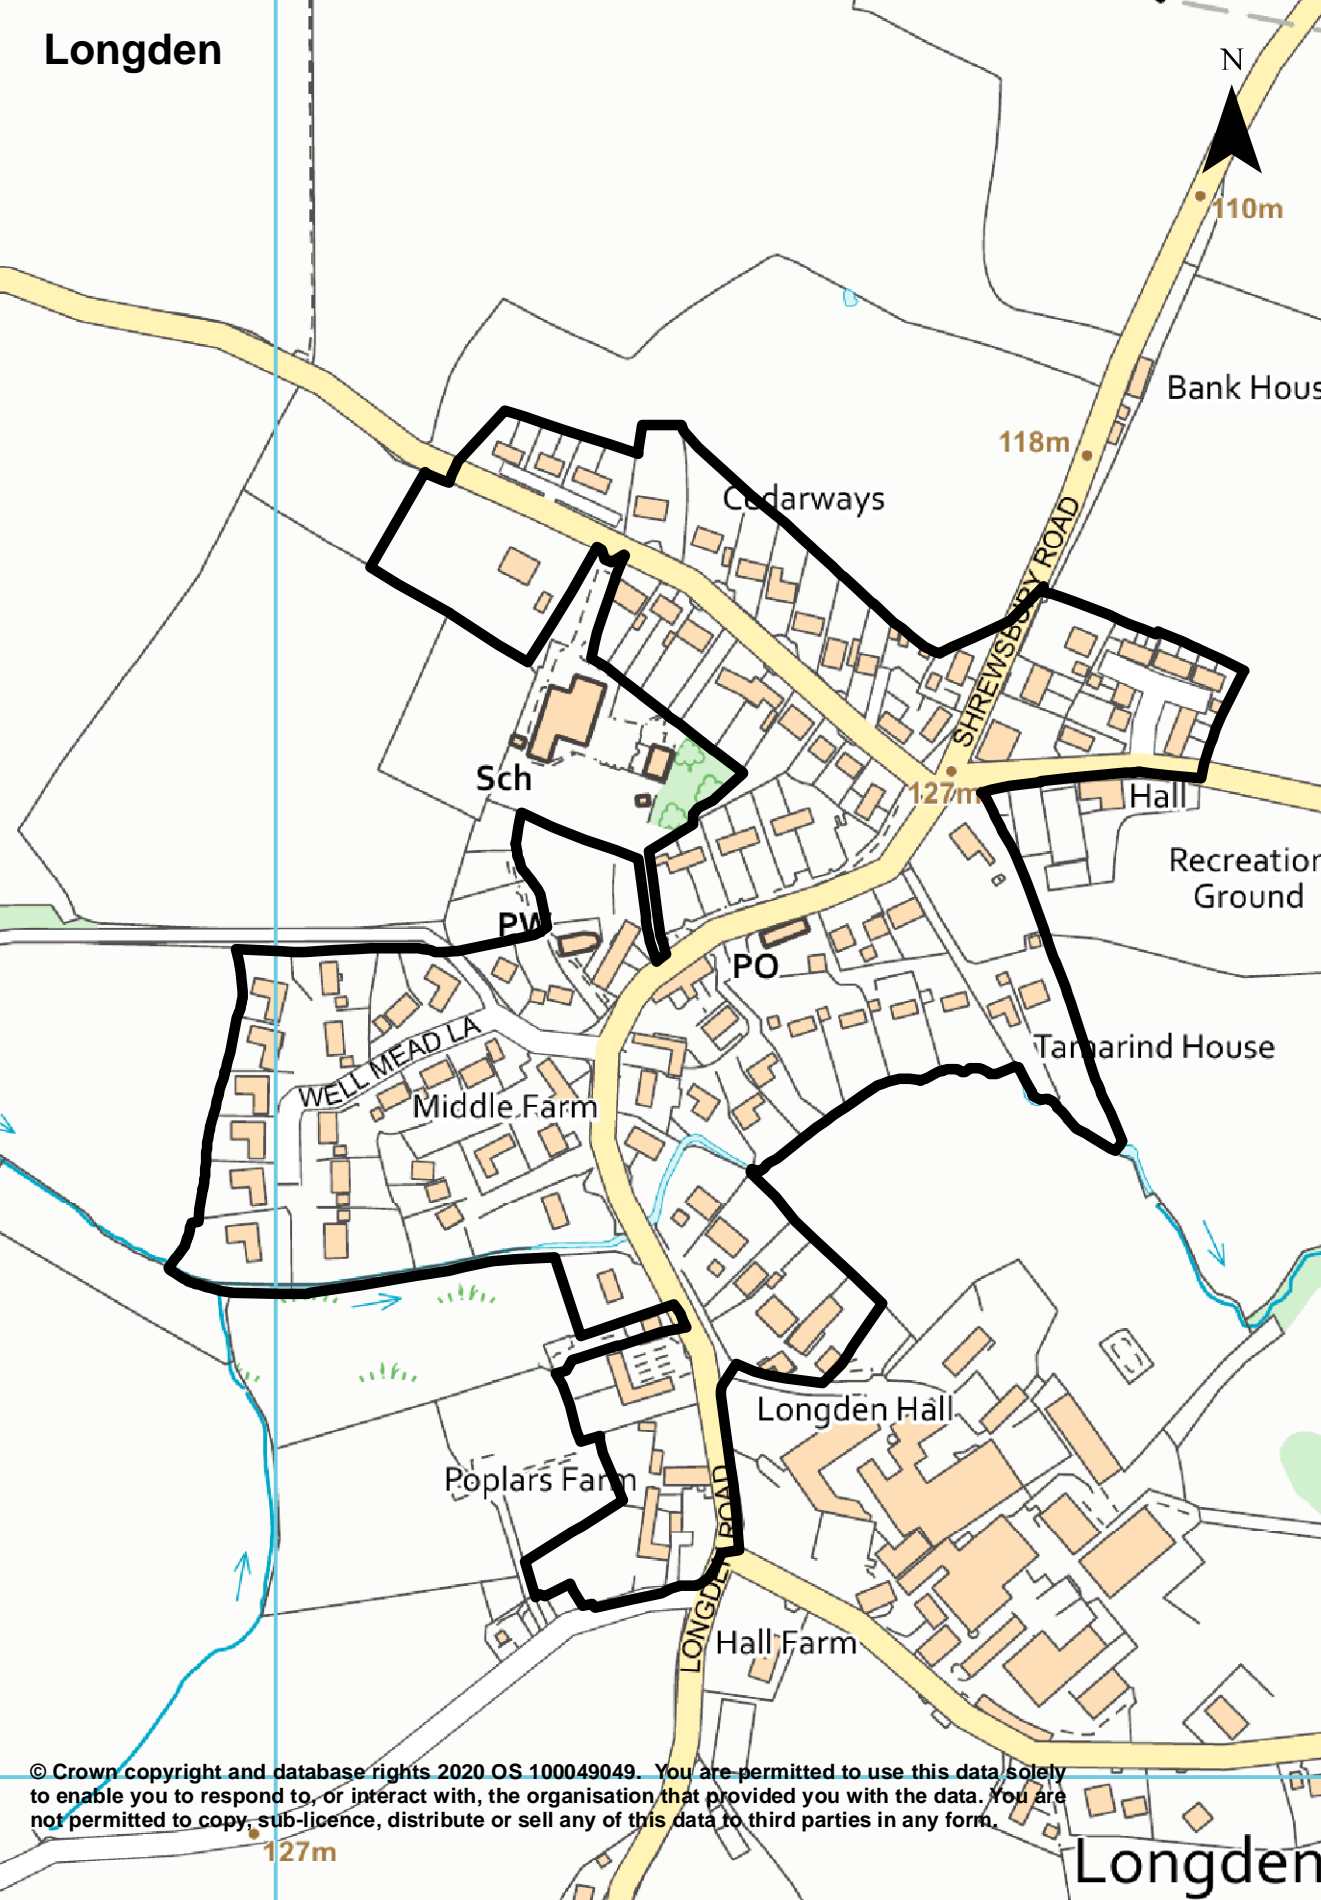 Longden
N
110m
Bank Hous
118m
Cedarways
SHREWSBURY ROAD
Sch
127m
Hall
Recreation
Ground
PW
PO
Tamarind House
WELL MEAD LA
Middle Farm
Longden Hall
Poplars Farm
LONGDEN ROAD
Hall Farm
© Crown copyright and database rights 2020 OS 100049049.  You are permitted to use this data solely
to enable you to respond to, or interact with, the organisation that provided you with the data. You are
not permitted to copy, sub-licence, distribute or sell any of this data to third parties in any form.
127m
Longden